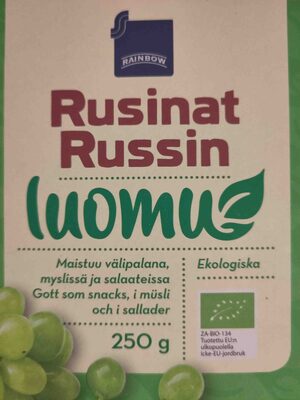 RAINBOW
Rusinat
Russin
luomu
Maistuu välipalana,
myslissä ja salaateissa
Gott som snacks, i müsli
och i sallader
250 g
Ekologiska
ZA-BIO-134
Tuotettu EU:n
ulkopuolella
icke-EU-jordbruk